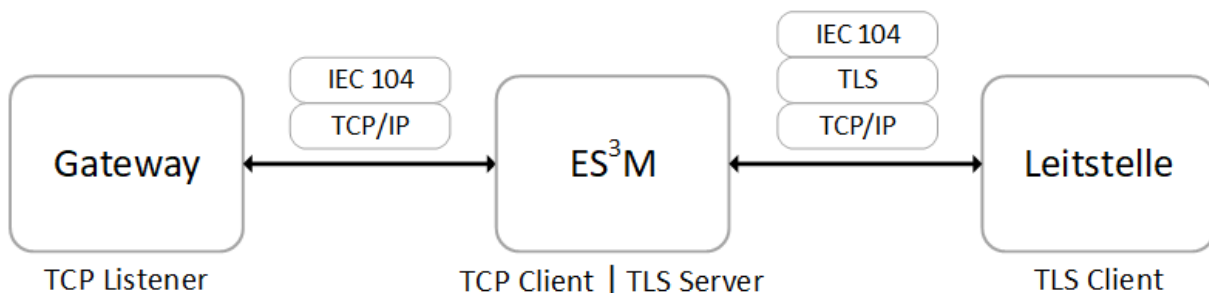 IEC 104
TCP/IP
IEC 104
TLS
TCP/IP
Gateway
ES³M
Leitstelle
TCP Listener
TCP Client | TLS Server
TLS Client